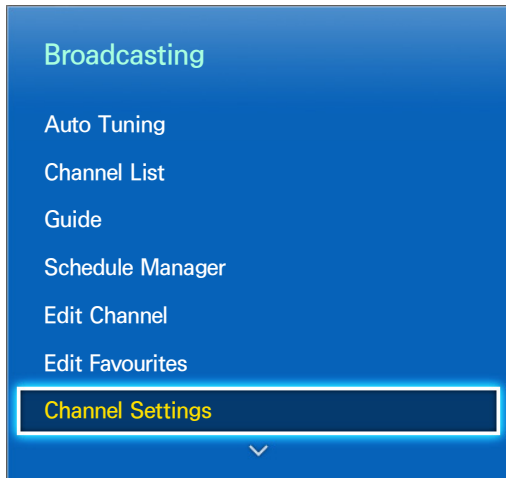 Broadcasting
Auto Tuning
Channel List
Guide
Schedule Manager
Edit Channel
Edit Favourites
Channel Settings